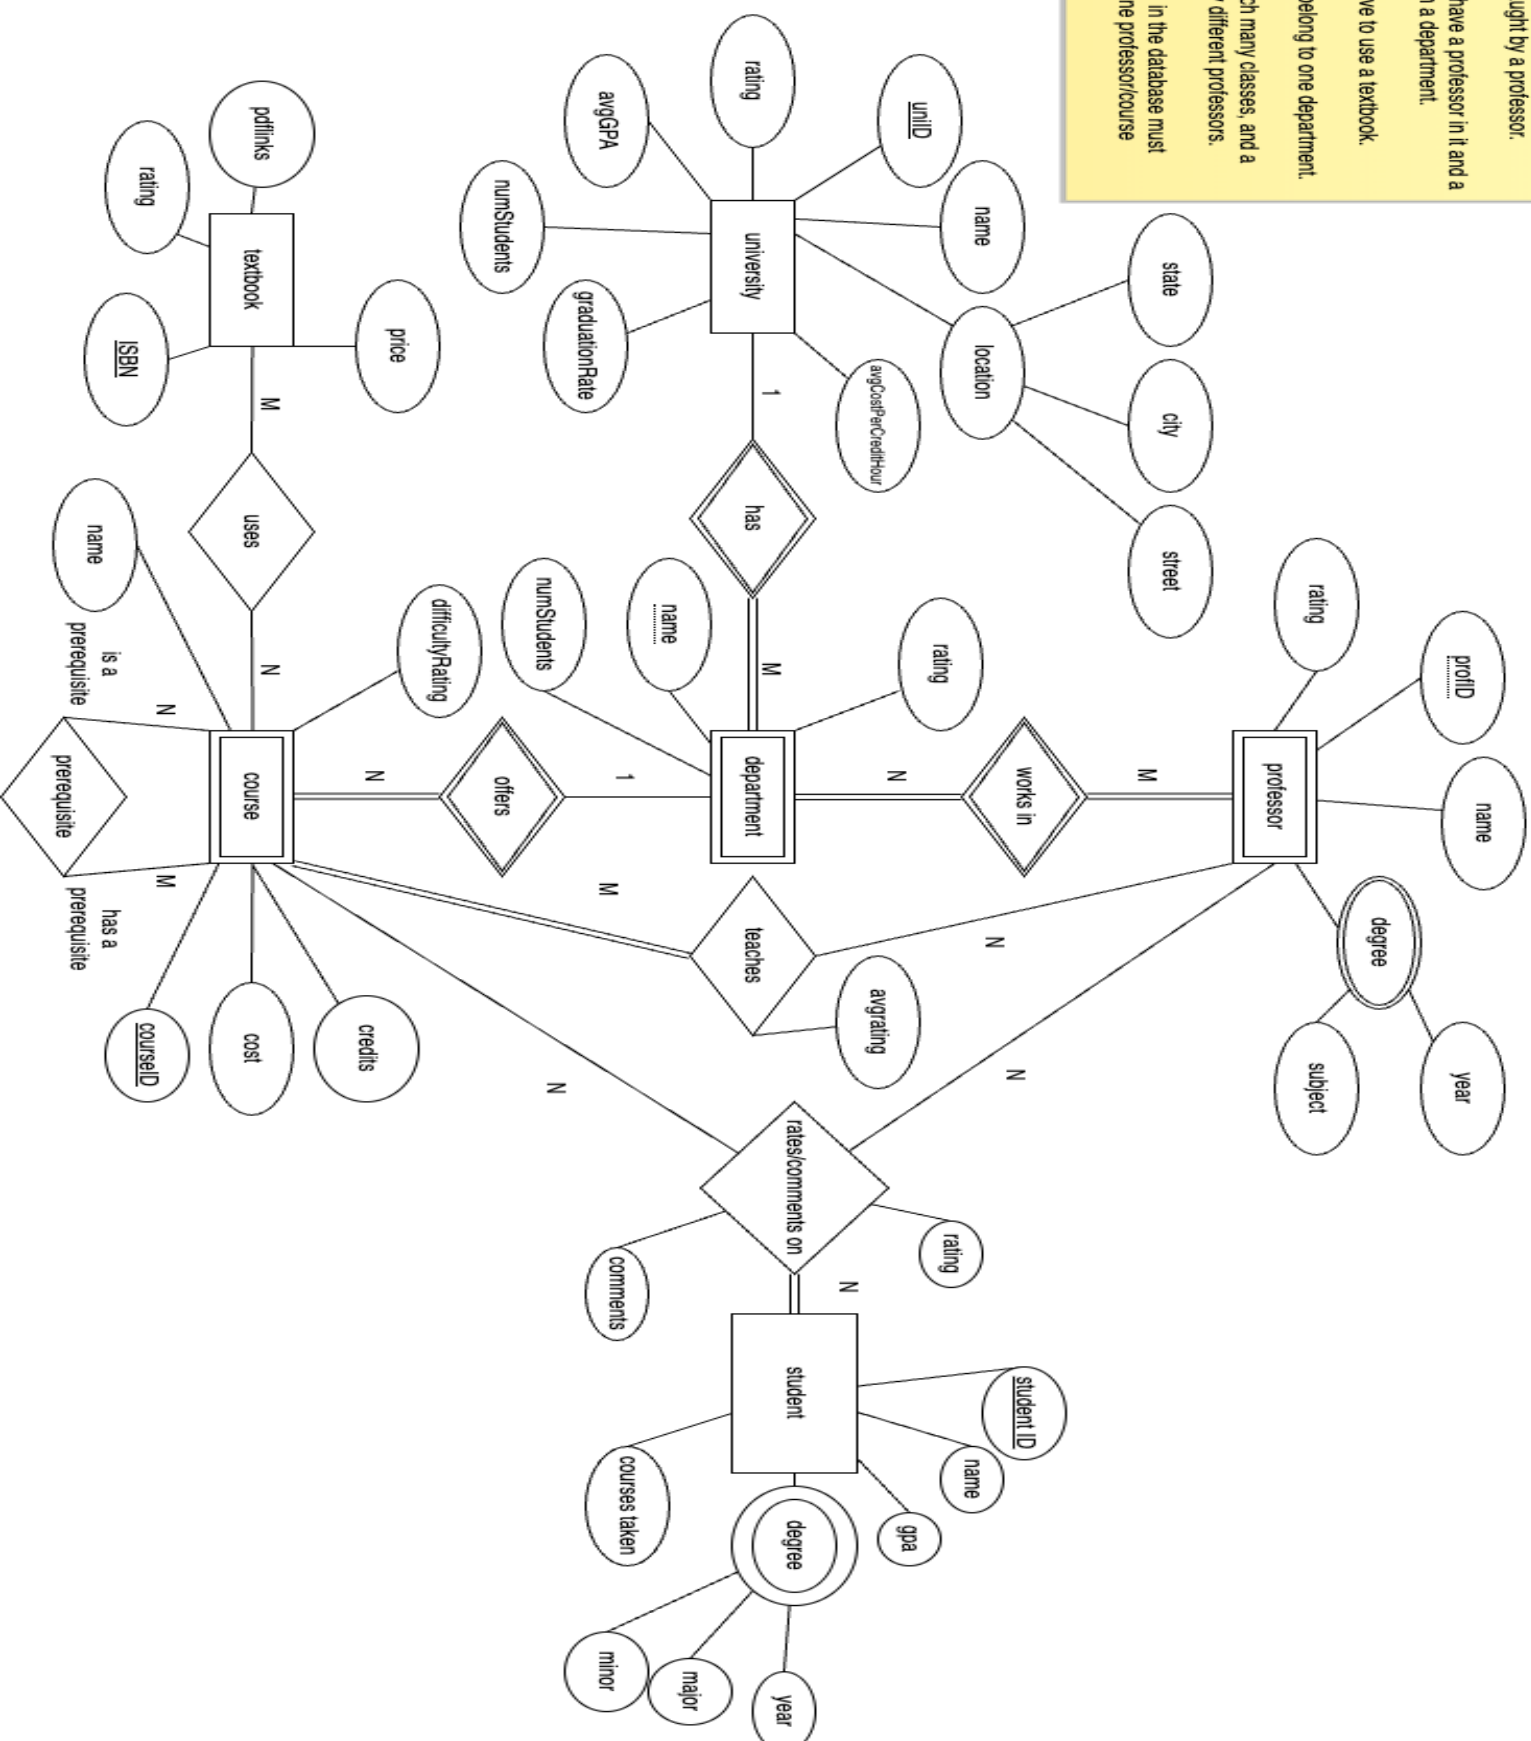 ught by a professor.
have a professor in it and a
a department.
ve to use a textbook.
belong to one department.
ch many classes, and a
different professors.
in the database must
ne professor/course
name
profID
year
degree
rating
subject
professor
state
city
street
M
works in
N
N
student ID
uniID
name
location
rating
avgCostPerCreditHour
N
avgrating
rating
name
gpa
rating
university
1
has
M
department
teaches
rates/comments on
N
student
degree
year
major
minor
avgGPA
numStudents
graduationRate
name
numStudents
1
M
N
comments
courses taken
offers
price
difficultyRating
N
credits
pdflinks
textbook
M
uses
N
course
cost
rating
ISBN
name
is a
prerequisite
N
prerequisite
M
has a
prerequisite
courseID